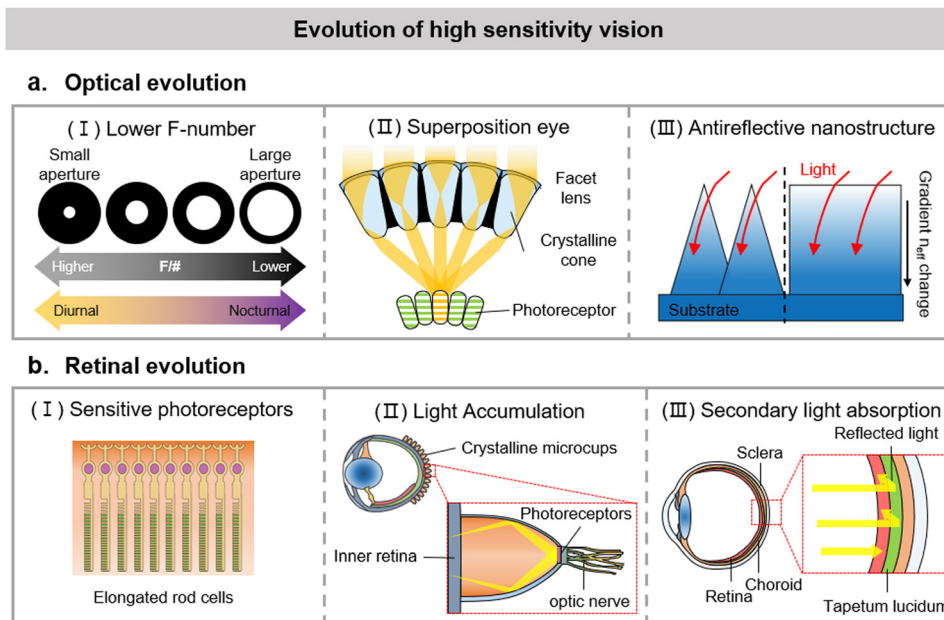 Evolution of high sensitivity vision
a. Optical evolution
(Ⅰ) Lower F-number
Small
aperture
Large
aperture
Higher
F/#
Lower
Diurnal
Nocturnal
(Ⅱ) Superposition eye
Facet
lens
Crystalline
cone
Photoreceptor
(Ⅲ) Antireflective nanostructure
Light
Gradient neff change
Substrate
b. Retinal evolution
(Ⅰ) Sensitive photoreceptors
Elongated rod cells
(Ⅱ) Light Accumulation
Crystalline microcups
Photoreceptors
Inner retina
optic nerve
(Ⅲ) Secondary light absorption
Reflected light
Sclera
Choroid
Retina
Tapetum lucidum